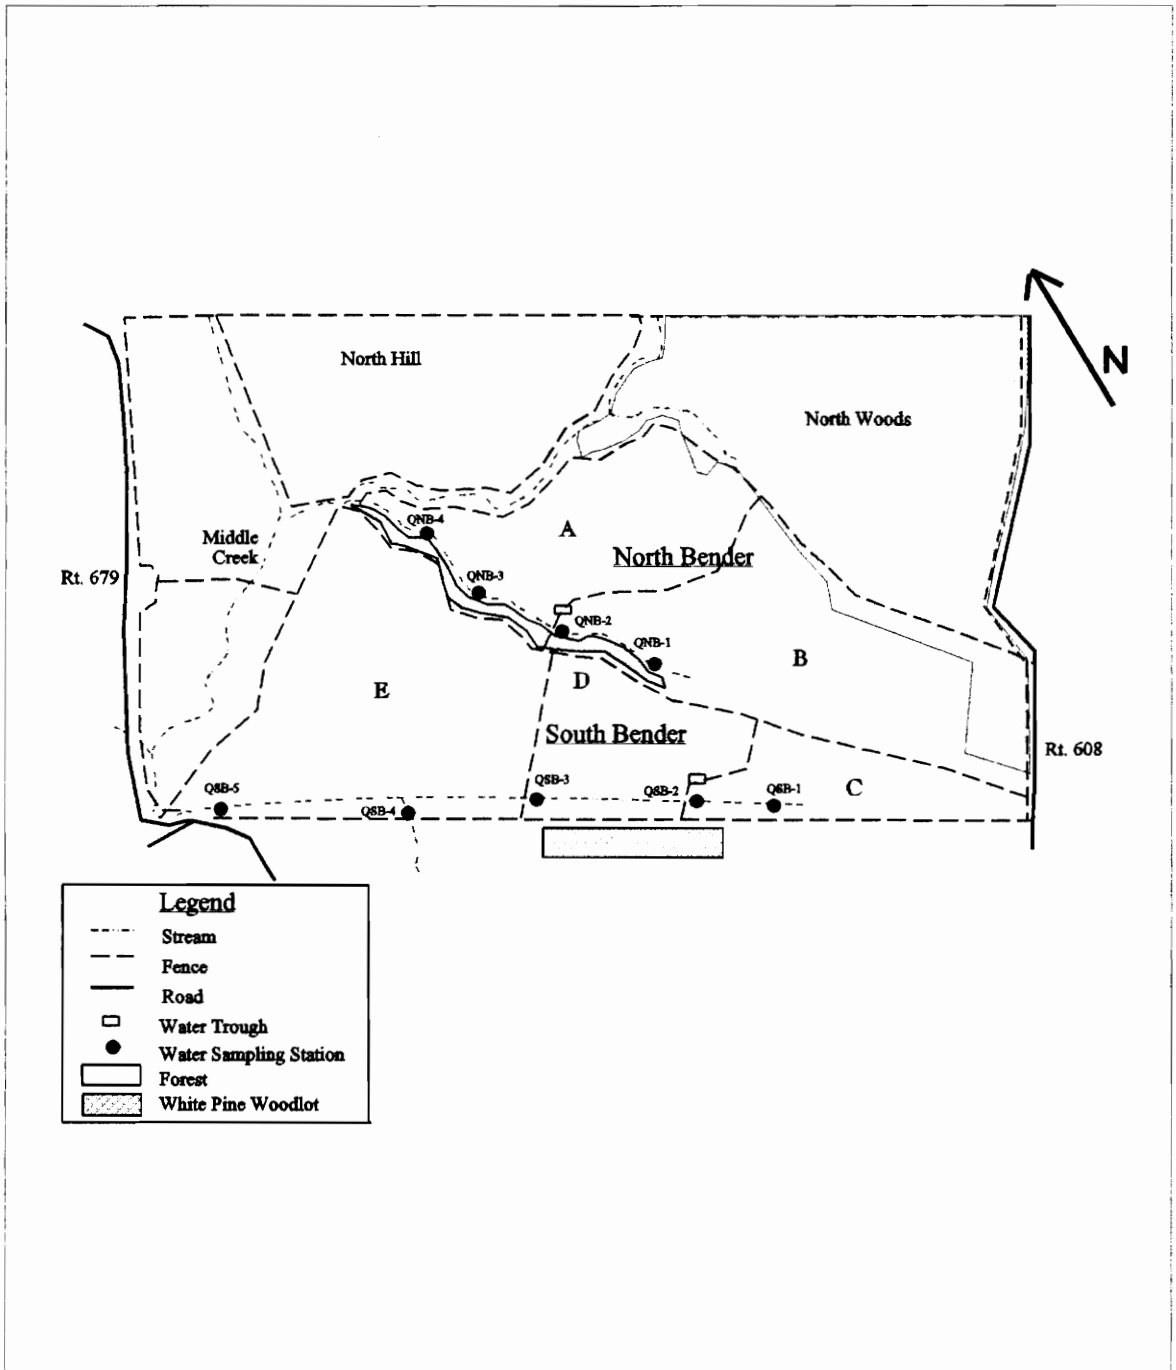 North Hill
N
North Woods
QNB-4
A
Middle
Creek
North Bender
Rt. 679
QNB-3
QNB-2
QNB-1
B
D
E
South Bender
Rt. 608
QSB-5
QSB-3
QSB-2
QSB-1
C
QSB-4
Legend
Stream
Fence
Road
Water Trough
Water Sampling Station
Forest
White Pine Woodlot